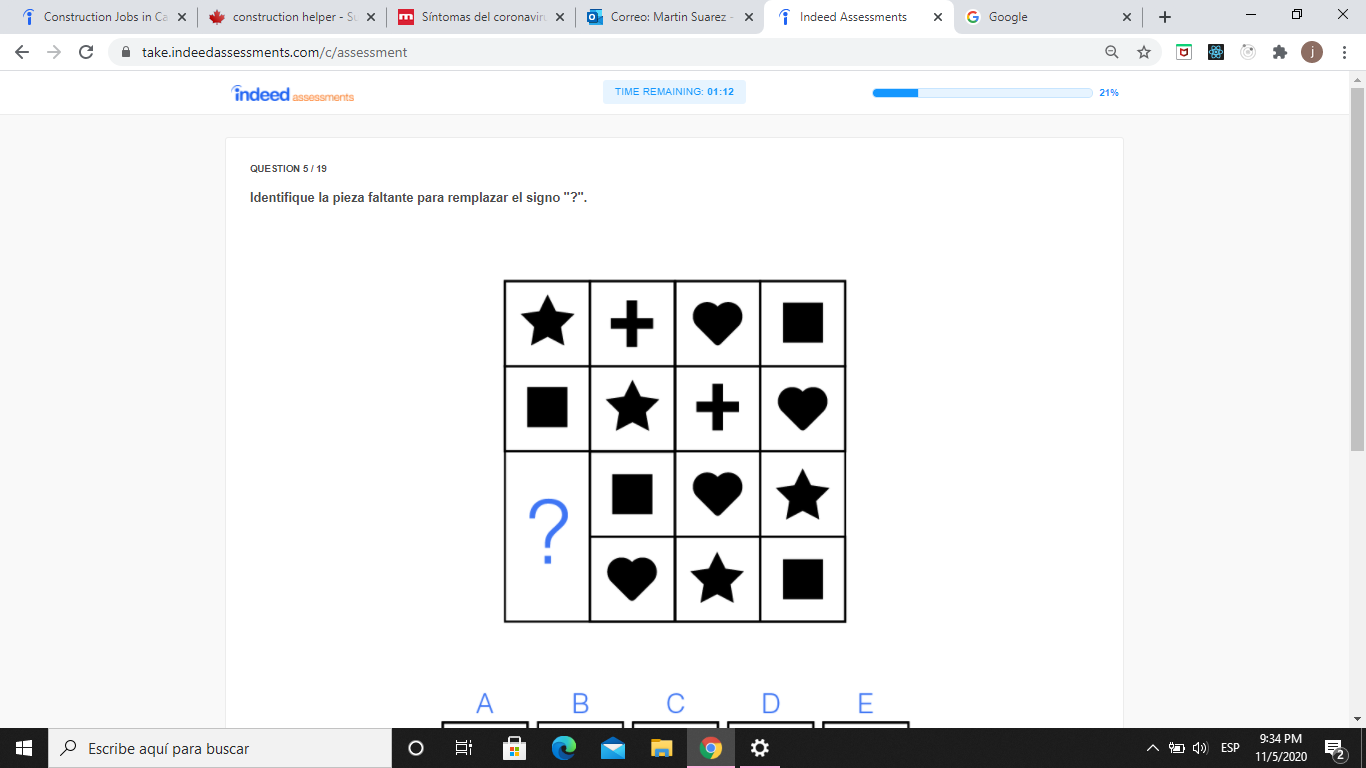 Construction Jobs in Ca
construction helper - Su
Síntomas del coronaviru
Correo: Martin Suarez -
Indeed Assessments
Google
take.indeedassessments.com/c/assessment
j
indeed assessments
TIME REMAINING: 01:12
21%
QUESTION 5 / 19
Identifique la pieza faltante para remplazar el signo "?".
?
A B C D E
Escribe aquí para buscar
ESP
9:34 PM
11/5/2020
2